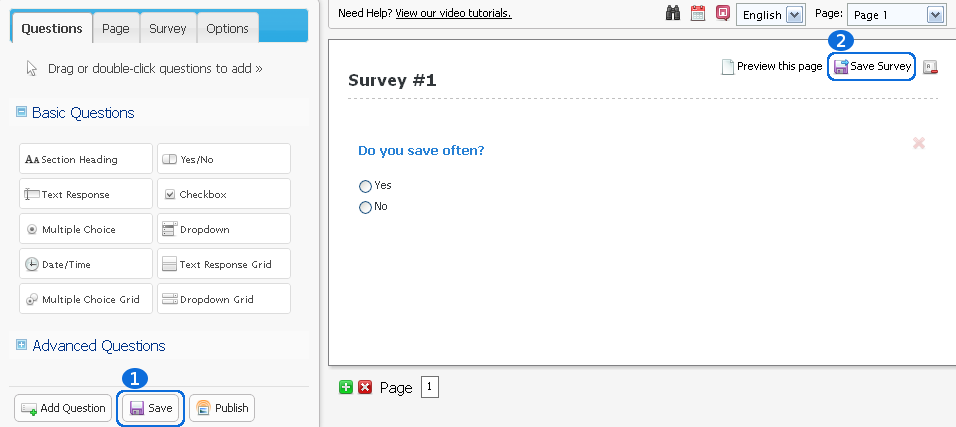 Questions
Page
Survey
Options
Drag or double-click questions to add »
Basic Questions
Section Heading
Yes/No
Text Response
Checkbox
Multiple Choice
Dropdown
Date/Time
Text Response Grid
Multiple Choice Grid
Dropdown Grid
Advanced Questions
1
Add Question
Save
Publish
Need Help? View our video tutorials.
English
Page:
Page 1
2
Preview this page
Save Survey
Survey #1
Do you save often?
Yes
No
Page 1